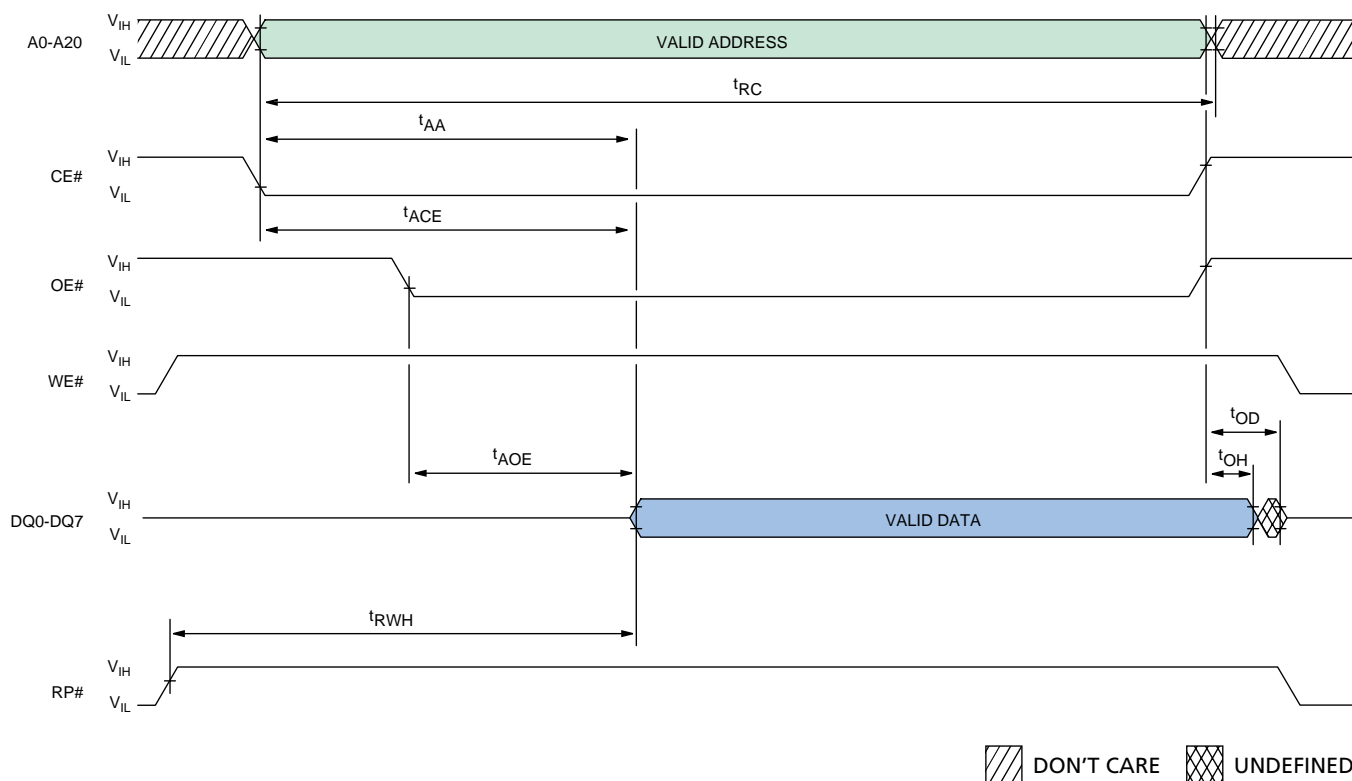 A0-A20
VIH
VIL
VALID ADDRESS
tRC
tAA
CE#
VIH
VIL
tACE
OE#
VIH
VIL
WE#
VIH
VIL
tOD
tAOE
tOH
DQ0-DQ7
VIH
VIL
VALID DATA
tRWH
RP#
VIH
VIL
DON'T CARE
UNDEFINED